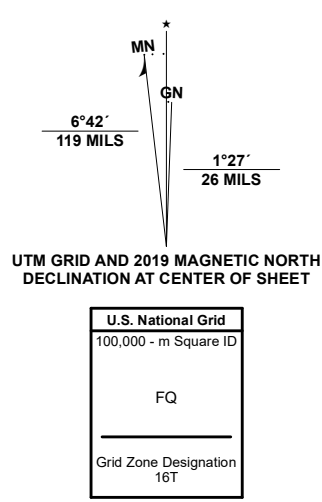 MN
GN
6°42´
119 MILS
1°27´
26 MILS
UTM GRID AND 2019 MAGNETIC NORTH
DECLINATION AT CENTER OF SHEET
U.S. National Grid
100,000 - m Square ID
FQ
Grid Zone Designation
16T